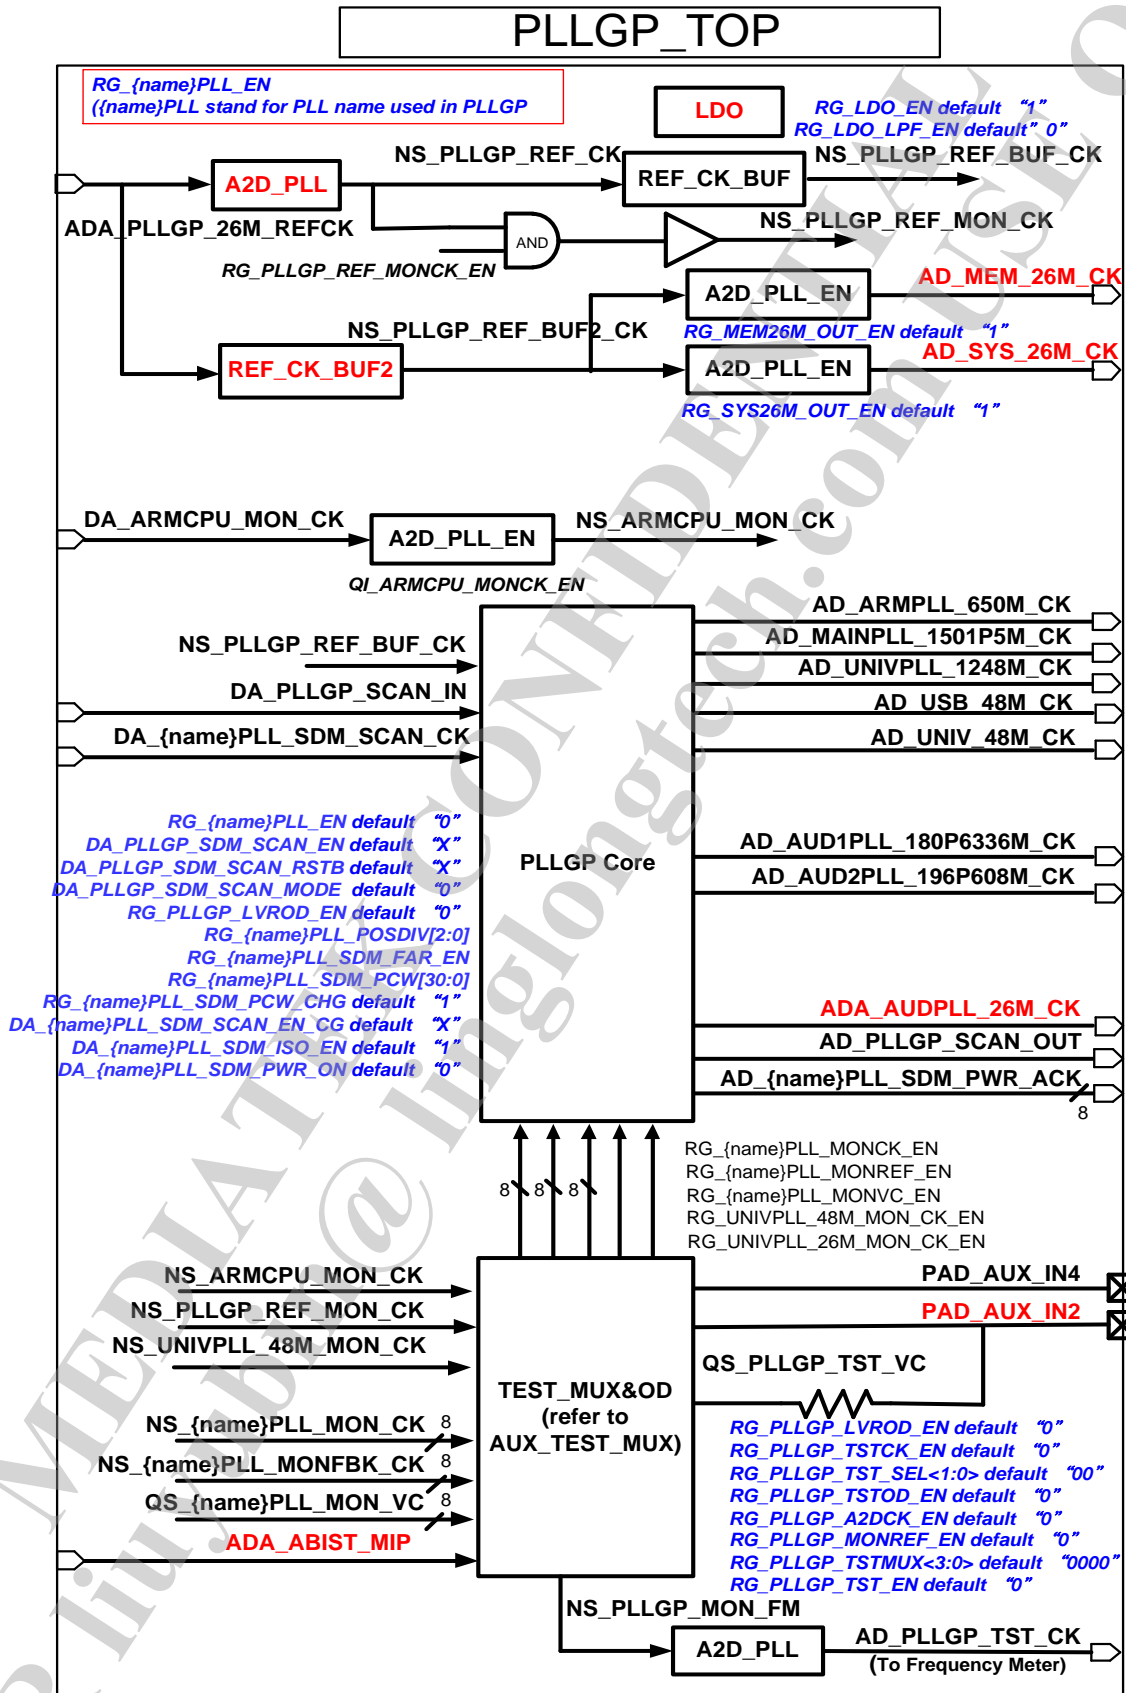 PLLGP_TOP
RG_{name}PLL_EN
({name}PLL stand for PLL name used in PLLGP
LDO
RG_LDO_EN default “1”
RG_LDO_LPF_EN default”0”
NS_PLLGP_REF_CK
NS_PLLGP_REF_BUF_CK
A2D_PLL
REF_CK_BUF
ADA_PLLGP_26M_REFCK
NS_PLLGP_REF_MON_CK
AND
RG_PLLGP_REF_MONCK_EN
A2D_PLL_EN
AD_MEM_26M_CK
NS_PLLGP_REF_BUF2_CK
RG_MEM26M_OUT_EN default “1”
REF_CK_BUF2
A2D_PLL_EN
AD_SYS_26M_CK
RG_SYS26M_OUT_EN default “1”
DA_ARMCPU_MON_CK
A2D_PLL_EN
NS_ARMCPU_MON_CK
QI_ARMCPU_MONCK_EN
NS_PLLGP_REF_BUF_CK
DA_PLLGP_SCAN_IN
DA_{name}PLL_SDM_SCAN_CK
AD_ARMPLL_650M_CK
AD_MAINPLL_1501P5M_CK
AD_UNIVPLL_1248M_CK
AD_USB_48M_CK
AD_UNIV_48M_CK
RG_{name}PLL_EN default “0”
DA_PLLGP_SDM_SCAN_EN default “X”
DA_PLLGP_SDM_SCAN_RSTB default “X”
DA_PLLGP_SDM_SCAN_MODE default “0”
RG_PLLGP_LVROD_EN default “0”
RG_{name}PLL_POSDIV[2:0]
RG_{name}PLL_SDM_FAR_EN
RG_{name}PLL_SDM_PCW[30:0]
RG_{name}PLL_SDM_PCW_CHG default “1”
DA_{name}PLL_SDM_SCAN_EN_CG default “X”
DA_{name}PLL_SDM_ISO_EN default “1”
DA_{name}PLL_SDM_PWR_ON default “0”
PLLGP Core
AD_AUD1PLL_180P6336M_CK
AD_AUD2PLL_196P608M_CK
ADA_AUDPLL_26M_CK
AD_PLLGP_SCAN_OUT
AD_{name}PLL_SDM_PWR_ACK
8
8 8 8
RG_{name}PLL_MONCK_EN
RG_{name}PLL_MONREF_EN
RG_{name}PLL_MONVC_EN
RG_UNIVPLL_48M_MON_CK_EN
RG_UNIVPLL_26M_MON_CK_EN
NS_ARMCPU_MON_CK
NS_PLLGP_REF_MON_CK
NS_UNIVPLL_48M_MON_CK
NS_{name}PLL_MON_CK 8
NS_{name}PLL_MONFBK_CK 8
QS_{name}PLL_MON_VC 8
ADA_ABIST_MIP
TEST_MUX&OD
(refer to
AUX_TEST_MUX)
PAD_AUX_IN4
PAD_AUX_IN2
QS_PLLGP_TST_VC
RG_PLLGP_LVROD_EN default “0”
RG_PLLGP_TSTCK_EN default “0”
RG_PLLGP_TST_SEL<1:0> default “00”
RG_PLLGP_TSTOD_EN default “0”
RG_PLLGP_A2DCK_EN default “0”
RG_PLLGP_MONREF_EN default “0”
RG_PLLGP_TSTMUX<3:0> default “0000”
RG_PLLGP_TST_EN default “0”
NS_PLLGP_MON_FM
A2D_PLL
AD_PLLGP_TST_CK
(To Frequency Meter)
MEDIATEK CONFIDENTIAL
liuyubin@linglongtech.com USE O